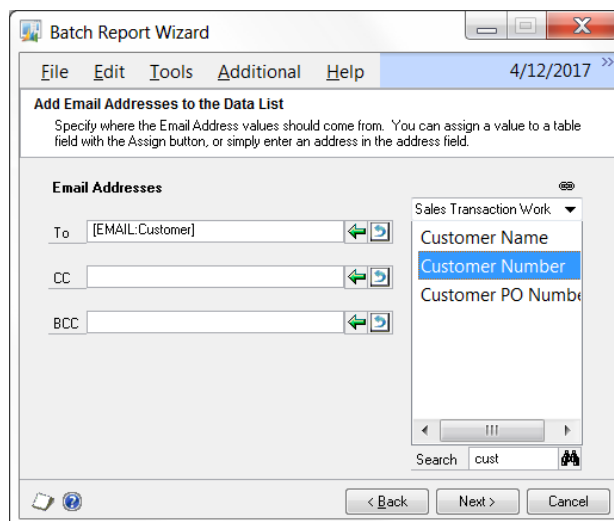 Batch Report Wizard
File Edit Tools Additional Help 4/12/2017 »
Add Email Addresses to the Data List
Specify where the Email Address values should come from. You can assign a value to a table
field with the Assign button, or simply enter an address in the address field.
Email Addresses
Sales Transaction Work
To [EMAIL:Customer]
Customer Name
Customer Number
CC
Customer PO Numbe
BCC
Search cust
< Back Next > Cancel